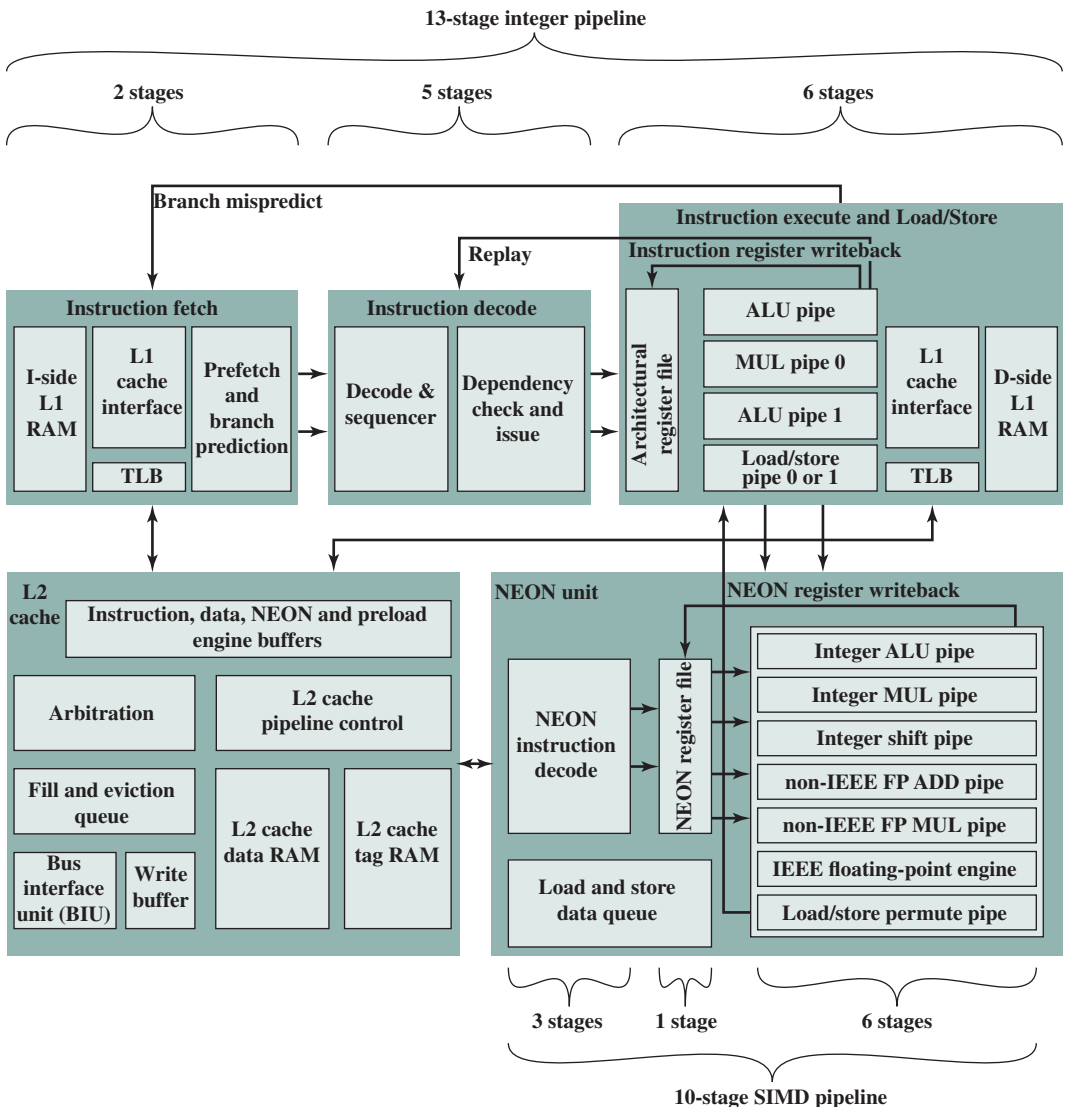 13-stage integer pipeline
2 stages
5 stages
6 stages
Branch mispredict
Instruction execute and Load/Store
Replay
Instruction register writeback
Instruction fetch
I-side
L1
RAM
L1
cache
interface
TLB
Prefetch
and
branch
prediction
Instruction decode
Decode &
sequencer
Dependency
check and
issue
Architectural
register file
ALU pipe
MUL pipe 0
ALU pipe 1
Load/store
pipe 0 or 1
L1
cache
interface
TLB
D-side
L1
RAM
L2
cache
Instruction, data, NEON and preload
engine buffers
Arbitration
L2 cache
pipeline control
Fill and eviction
queue
L2 cache
data RAM
L2 cache
tag RAM
Bus
interface
unit (BIU)
Write
buffer
NEON unit
NEON register writeback
NEON
instruction
decode
NEON register file
Integer ALU pipe
Integer MUL pipe
Integer shift pipe
non-IEEE FP ADD pipe
non-IEEE FP MUL pipe
IEEE floating-point engine
Load/store permute pipe
Load and store
data queue
3 stages
1 stage
6 stages
10-stage SIMD pipeline